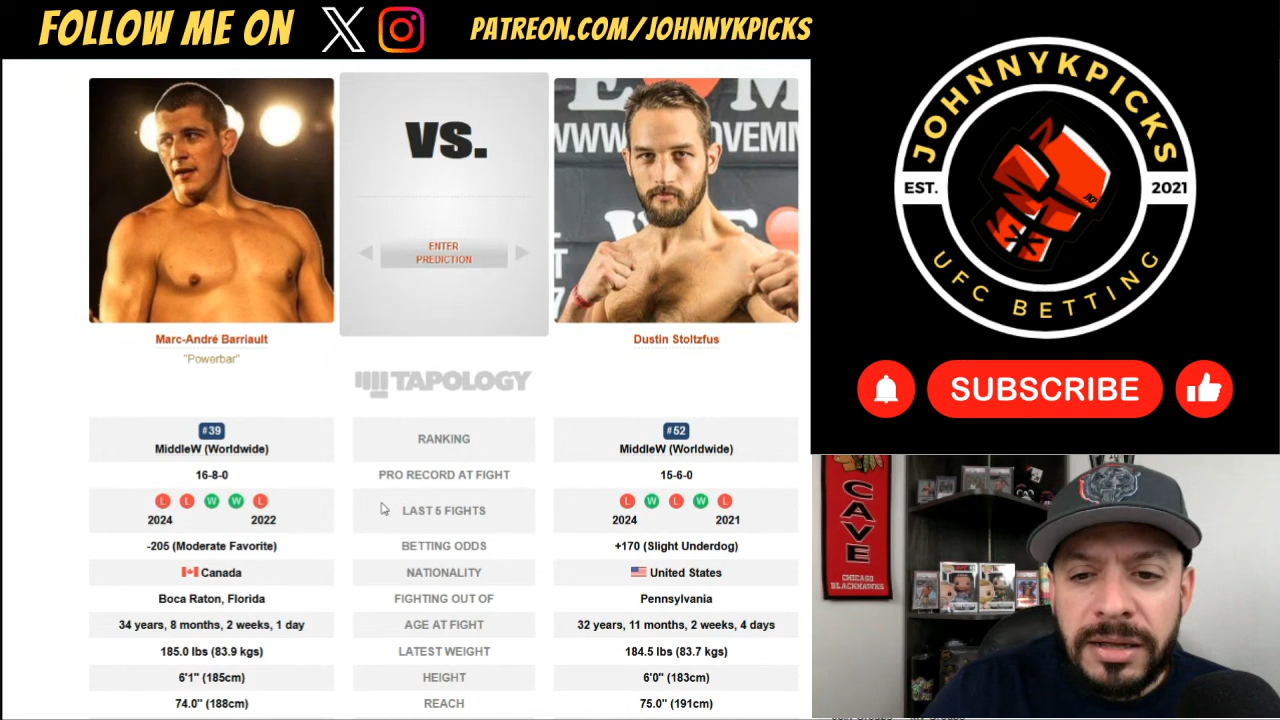 FOLLOW ME ON
PATREON.COM/JOHNNYKPICKS
VS.
ENTER
PREDICTION
Marc-André Barriault
"Powerbar"
Dustin Stoltzfus
TAPOLOGY
#39
MiddleW (Worldwide)
RANKING
#52
MiddleW (Worldwide)
16-8-0
PRO RECORD AT FIGHT
15-6-0
L L W W L
2024 2022
LAST 5 FIGHTS
L W L W L
2024 2021
-205 (Moderate Favorite)
BETTING ODDS
+170 (Slight Underdog)
Canada
NATIONALITY
United States
Boca Raton, Florida
FIGHTING OUT OF
Pennsylvania
34 years, 8 months, 2 weeks, 1 day
AGE AT FIGHT
32 years, 11 months, 2 weeks, 4 days
185.0 lbs (83.9 kgs)
LATEST WEIGHT
184.5 lbs (83.7 kgs)
6'1" (185cm)
HEIGHT
6'0" (183cm)
74.0" (188cm)
REACH
75.0" (191cm)
JOHNNYKPICKS
EST.
2021
JKP
UFC BETTING
SUBSCRIBE
CAVE
CHICAGO
BLACKHAWKS